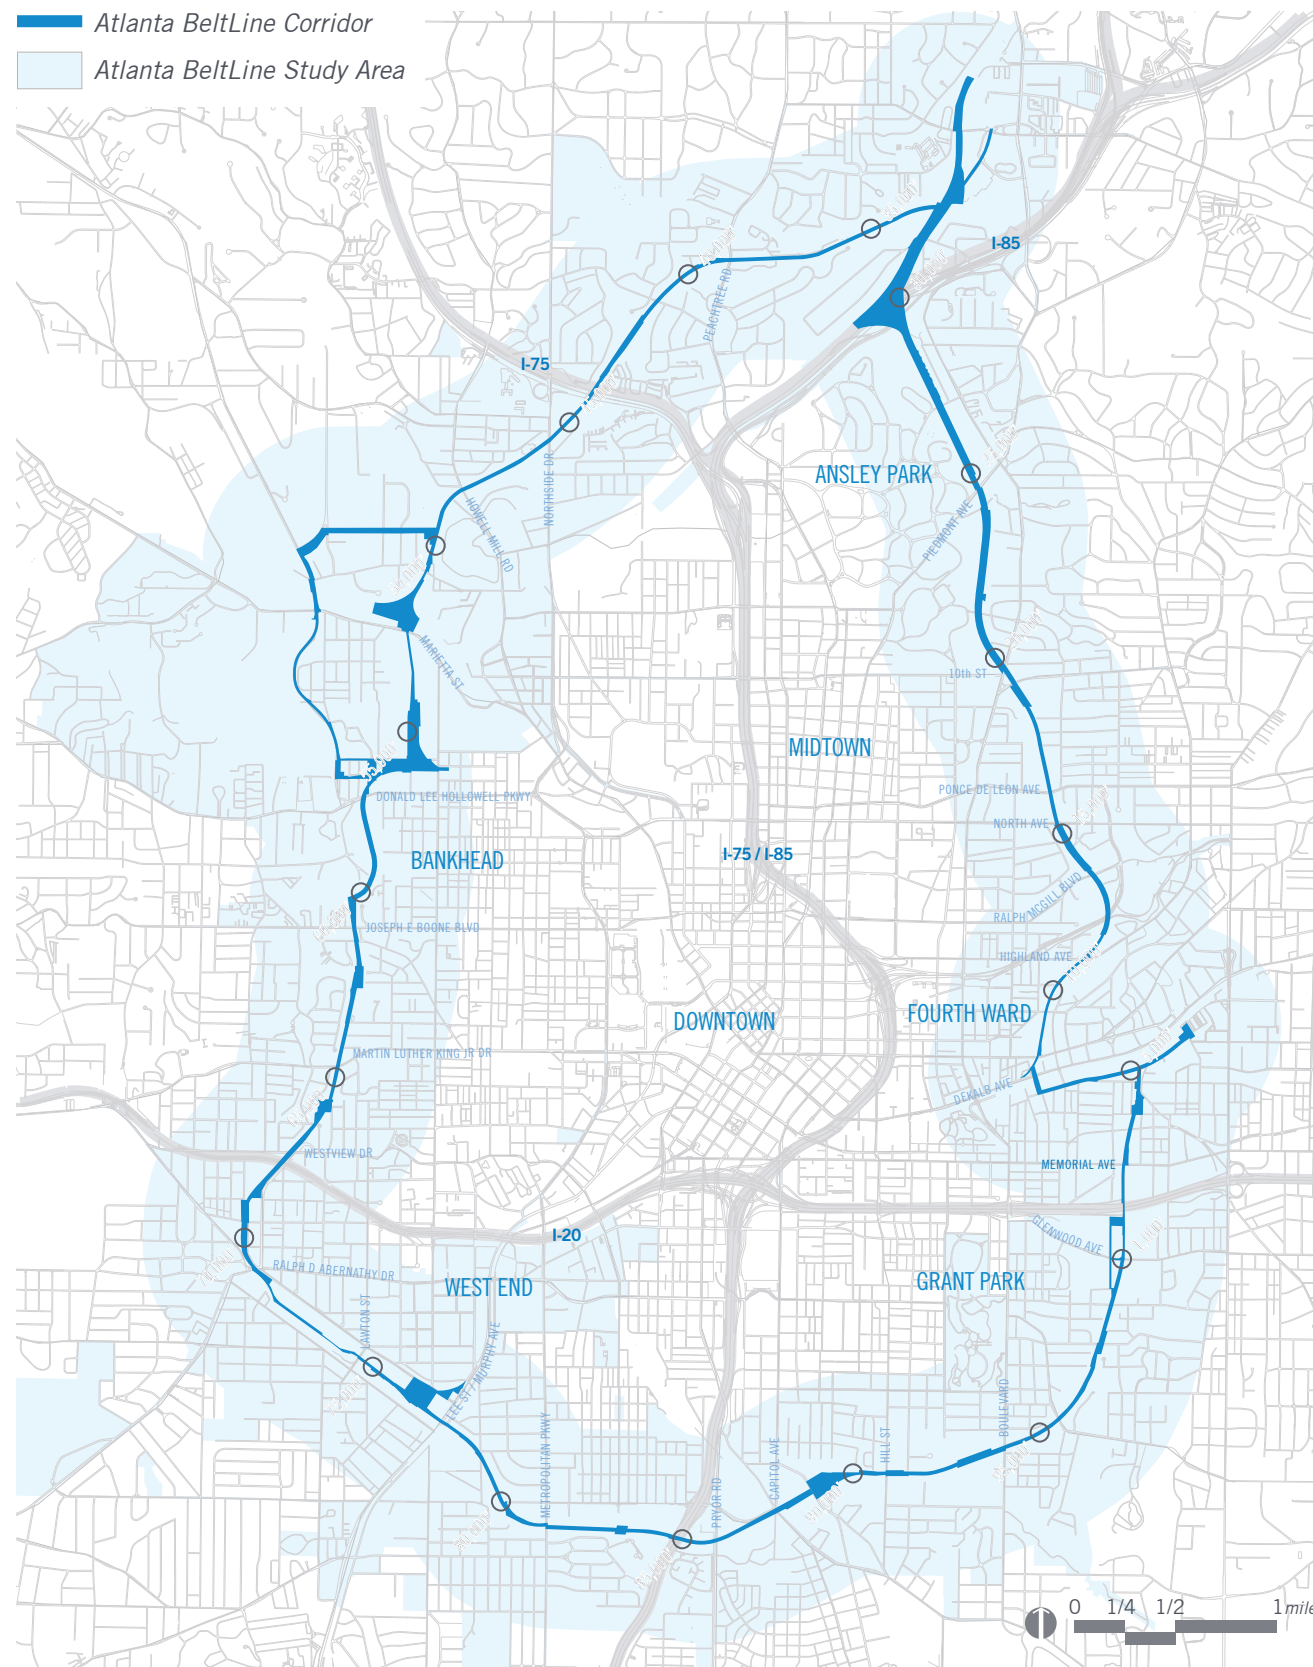 Atlanta BeltLine Corridor
Atlanta BeltLine Study Area
I-85
PEACHTREE RD
I-75
ANSLEY PARK
NORTHSIDE DR
HOWELL MILL RD
PIEDMONT AVE
MARIETTA ST
10th ST
MIDTOWN
PONCE DE LEON AVE
DONALD LEE HOLLOWELL PKWY
NORTH AVE
I-75 / I-85
BANKHEAD
RALPH MCGILL BLVD
JOSEPH E BOONE BLVD
HIGHLAND AVE
FOURTH WARD
DOWNTOWN
MARTIN LUTHER KING JR DR
DEKALB AVE
WESTVIEW DR
MEMORIAL AVE
I-20
GLENWOOD AVE
RALPH D ABERNATHY DR
WEST END
GRANT PARK
LAWTON ST
LEE ST / MURPHY AVE
BOULEVARD
METROPOLITAN PKWY
HILL ST
CAPITOL AVE
PRYOR RD
0 1/4 1/2 1 mile